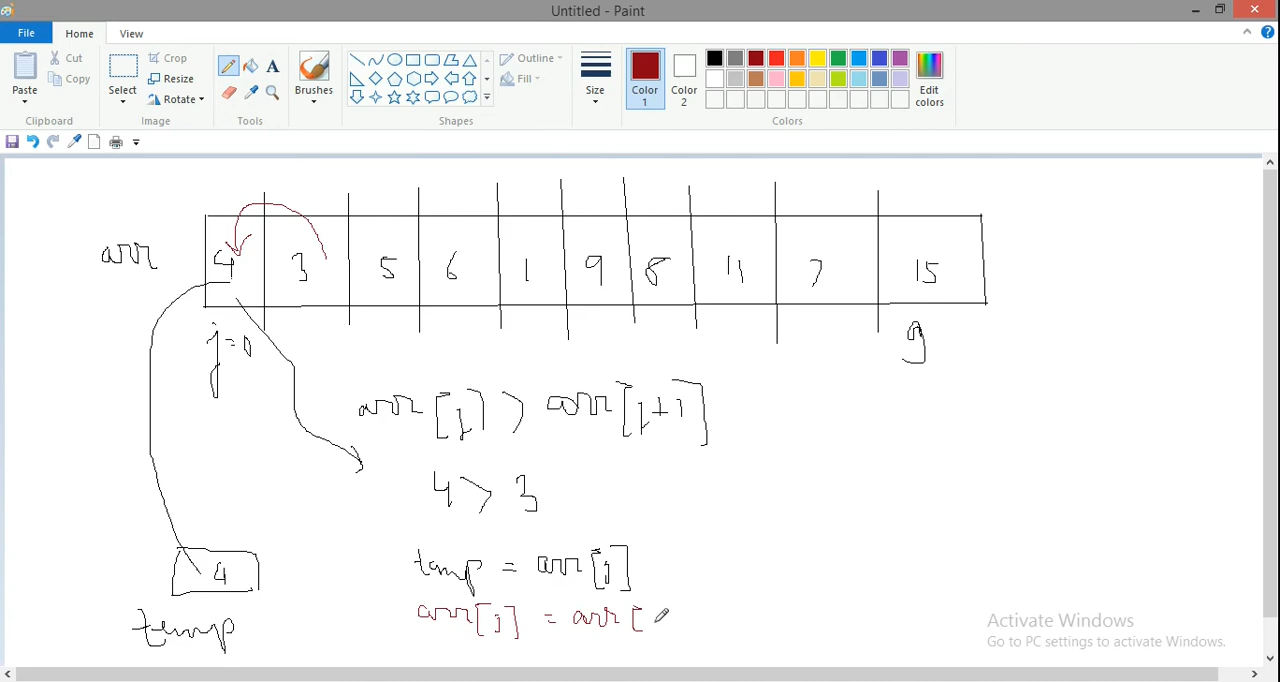 Untitled - Paint
File Home View
Paste
Cut
Copy
Clipboard
Select
Crop
Resize
Rotate
Image
Tools
Brushes
Shapes
Outline
Fill
Size
Color 1
Color 2
Edit colors
Colors
arr 4 3 5 6 1 9 8 11 7 15
j=0 9
arr[j] > arr[j+1]
4 > 3
tmp = arr[j]
4
arr[j] = arr[
temp
Activate Windows
Go to PC settings to activate Windows.